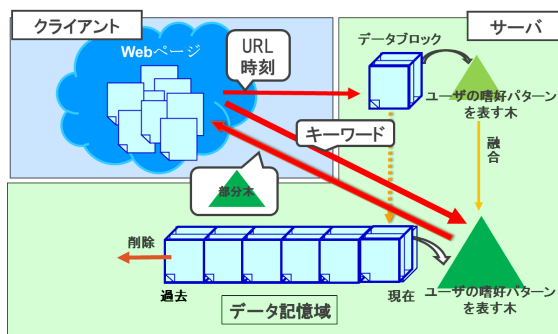 クライアント
サーバ
Webページ
URL
時刻
データブロック
ユーザの嗜好パターン
を表す木
キーワード
融合
部分木
削除
過去
現在
ユーザの嗜好パターン
を表す木
データ記憶域